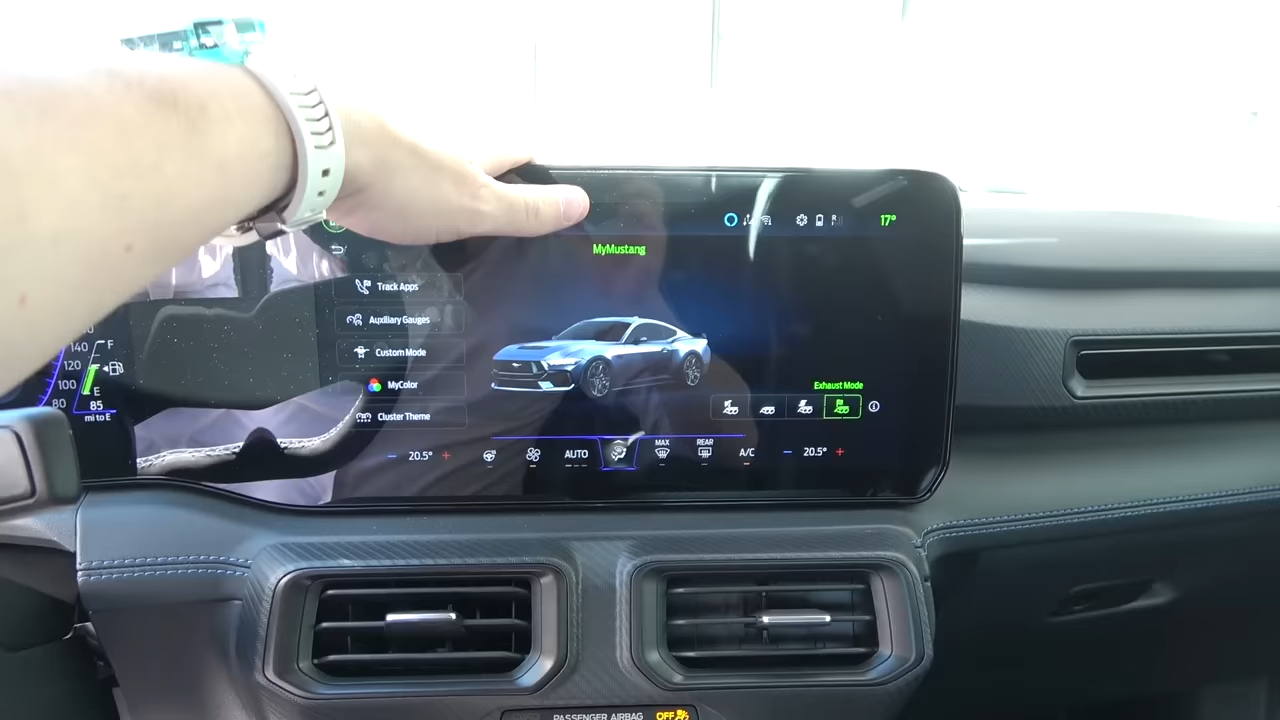 17°
MyMustang
Track Apps
Auxiliary Gauges
Custom Mode
MyColor
Cluster Theme
Exhaust Mode
140
120
100
80
F
E
85
mi to E
− 20.5° +
AUTO
MAX
REAR
A/C
− 20.5° +
PASSENGER AIRBAG OFF